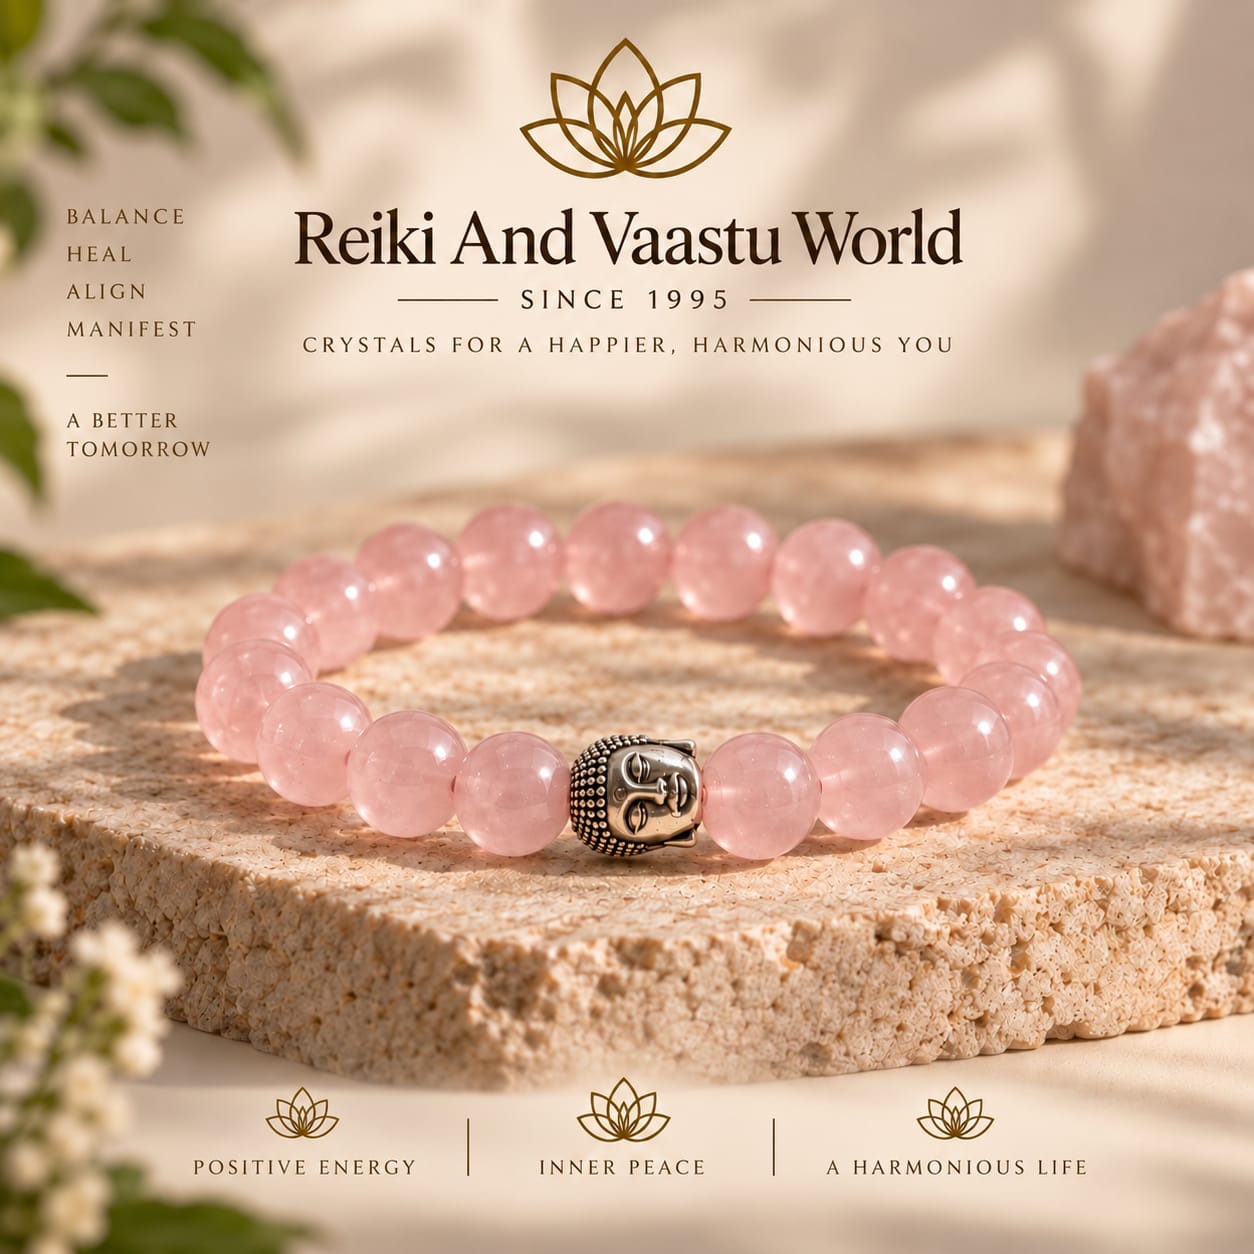 Reiki And Vaastu World
SINCE 1995
CRYSTALS FOR A HAPPIER, HARMONIOUS YOU
BALANCE
HEAL
ALIGN
MANIFEST
A BETTER
TOMORROW
POSITIVE ENERGY
INNER PEACE
A HARMONIOUS LIFE